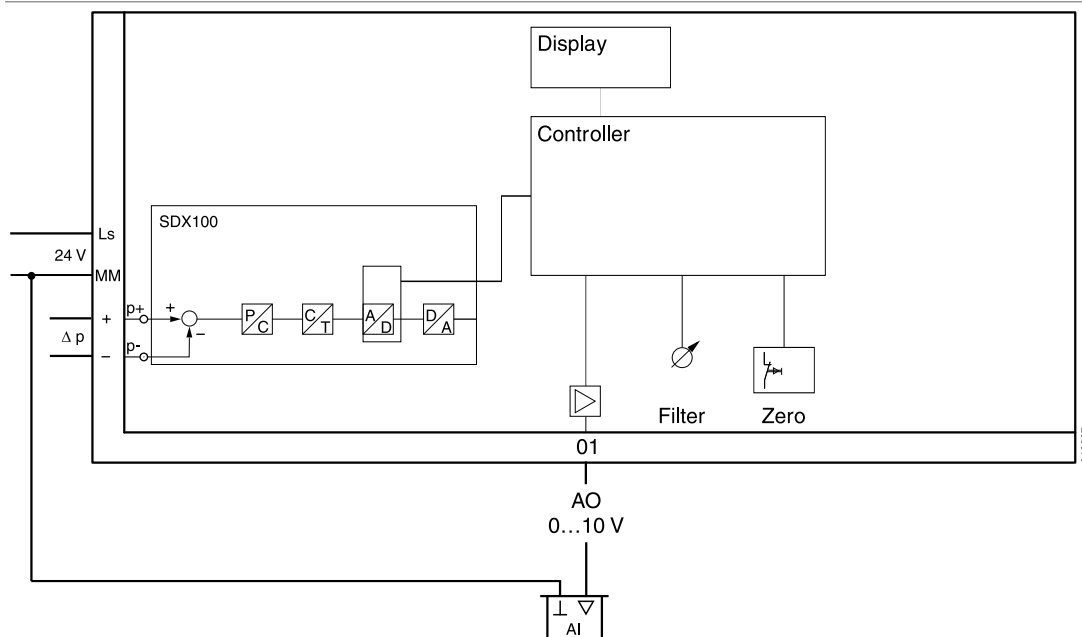 Display
Controller
SDX100
Ls
24 V
MM
+
p+
+
P
C
C
T
A
D
D
A
Δ p
–
p-
–
Filter
Zero
01
AO
0…10 V
AI